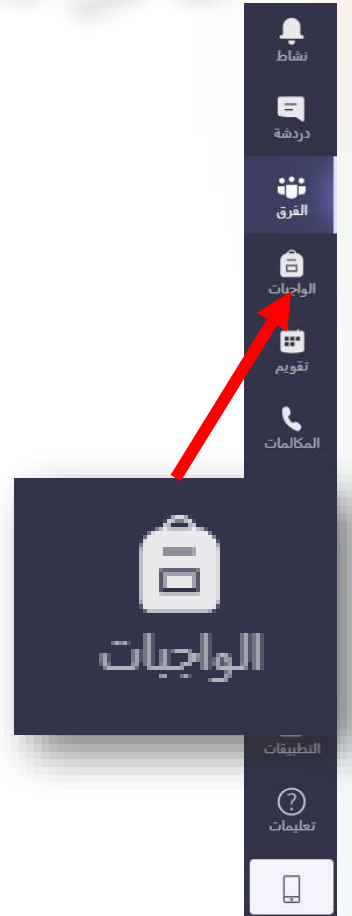 نشاط
دردشة
الفرق
الواجبات
تقويم
المكالمات
الواجبات
التطبيقات
تعليمات